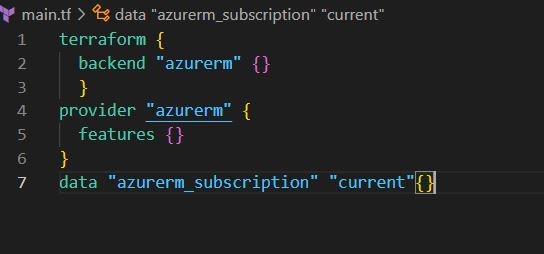 main.tf > data "azurerm_subscription" "current"
1 terraform {
2   backend "azurerm" {}
3   }
4 provider "azurerm" {
5   features {}
6 }
7 data "azurerm_subscription" "current"{}